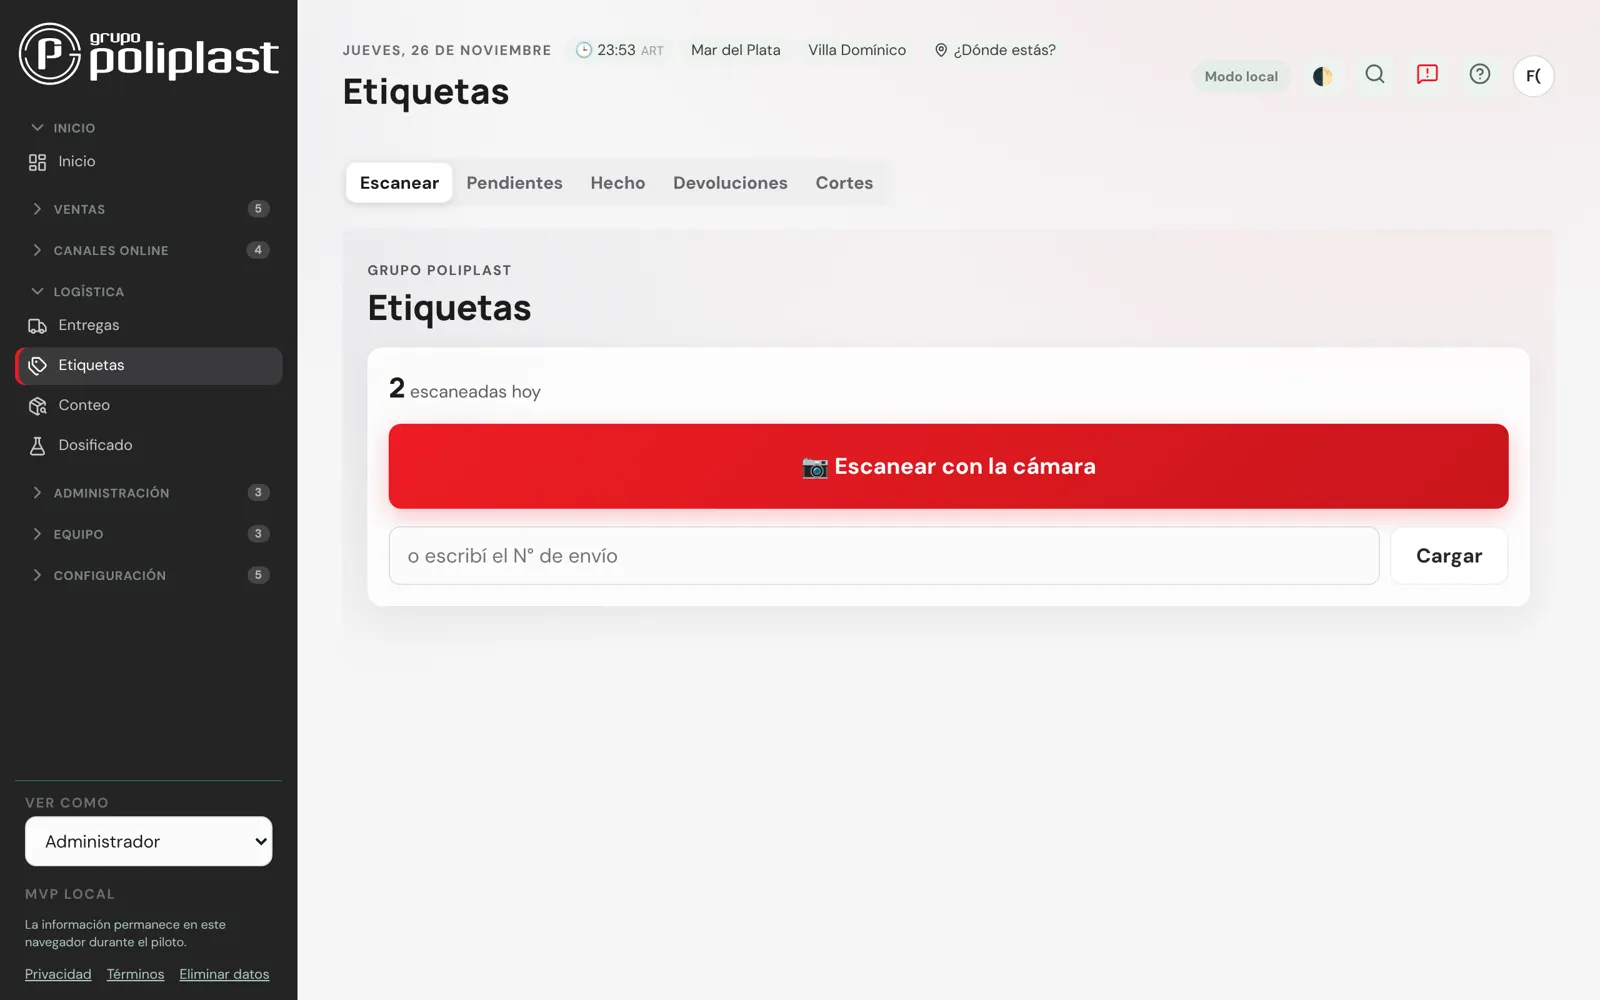 grupo
poliplast
INICIO
Inicio
VENTAS 5
CANALES ONLINE 4
LOGÍSTICA
Entregas
Etiquetas
Conteo
Dosificado
ADMINISTRACIÓN 3
EQUIPO 3
CONFIGURACIÓN 5
VER COMO
Administrador
MVP LOCAL
La información permanece en este
navegador durante el piloto.
Privacidad Términos Eliminar datos
JUEVES, 26 DE NOVIEMBRE 23:53 ART Mar del Plata Villa Domínico ¿Dónde estás?
Etiquetas
Modo local F(
Escanear Pendientes Hecho Devoluciones Cortes
GRUPO POLIPLAST
Etiquetas
2 escaneadas hoy
Escanear con la cámara
o escribí el N° de envío Cargar